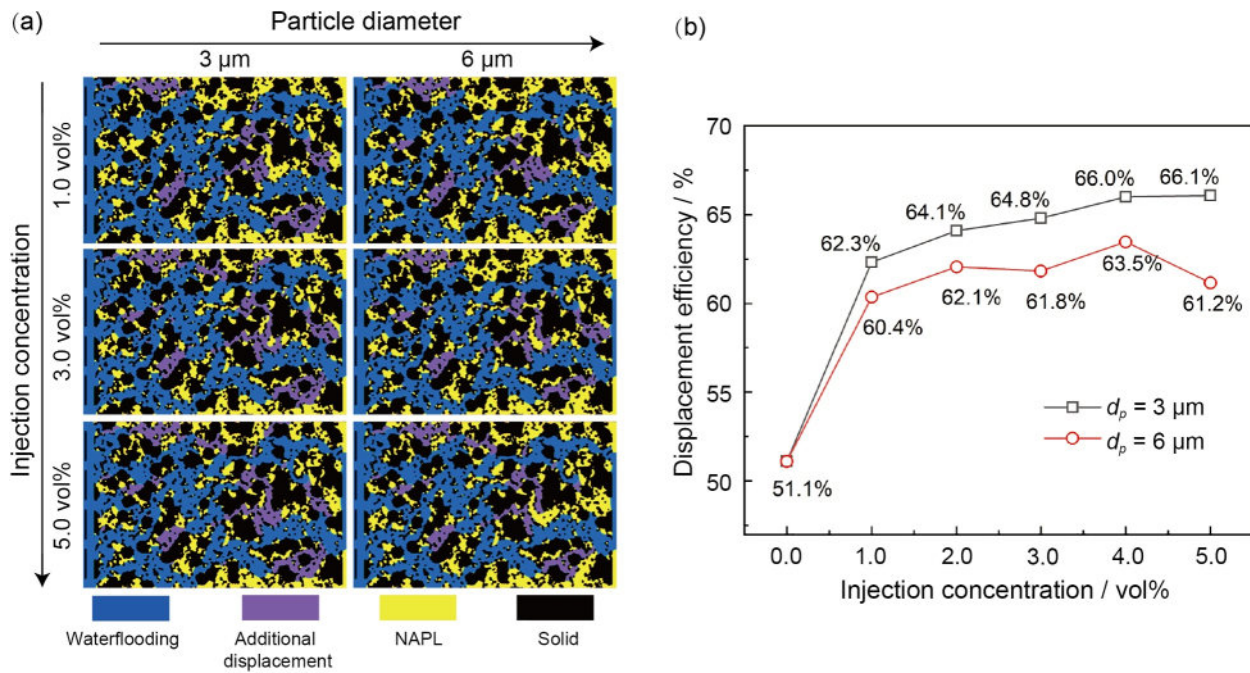 (a)
Particle diameter
3 μm
6 μm
Injection concentration
1.0 vol%
3.0 vol%
5.0 vol%
Waterflooding
Additional
displacement
NAPL
Solid
(b)
Displacement efficiency / %
70
65
60
55
50
51.1%
62.3%
64.1%
64.8%
66.0%
66.1%
60.4%
62.1%
61.8%
63.5%
61.2%
dp = 3 μm
dp = 6 μm
0.0
1.0
2.0
3.0
4.0
5.0
Injection concentration / vol%